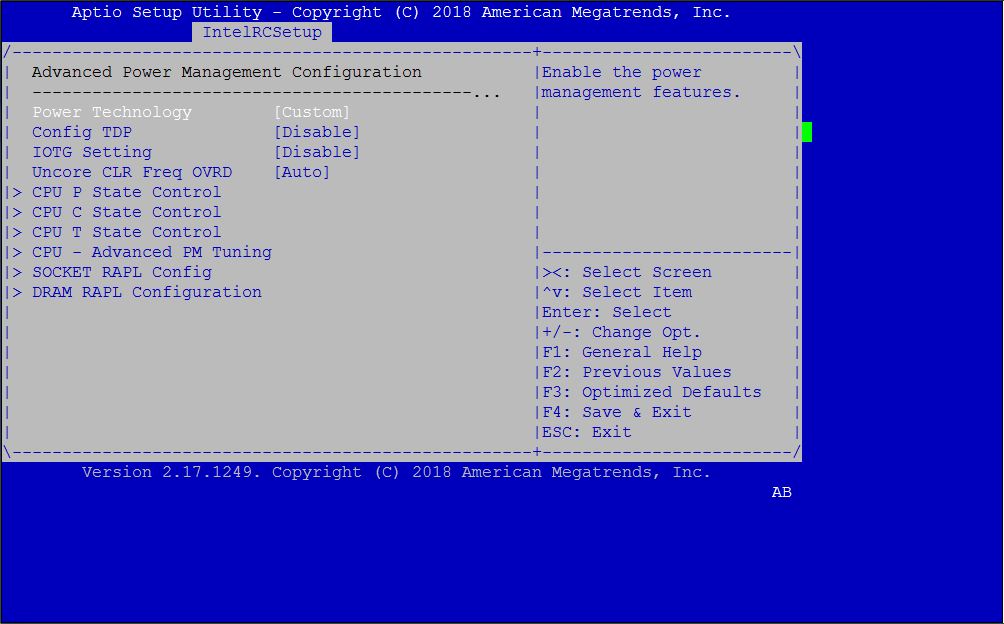 Aptio Setup Utility - Copyright (C) 2018 American Megatrends, Inc.
IntelRCSetup
/----------------------------------------------------+-------------------------\
|  Advanced Power Management Configuration           |Enable the power         |
|  --------------------------------------------...   |management features.     |
|  Power Technology        [Custom]                  |                         |
|  Config TDP              [Disable]                 |                         |
|  IOTG Setting            [Disable]                 |                         |
|  Uncore CLR Freq OVRD    [Auto]                    |                         |
|> CPU P State Control                               |                         |
|> CPU C State Control                               |                         |
|> CPU T State Control                               |                         |
|> CPU - Advanced PM Tuning                          |-------------------------|
|> SOCKET RAPL Config                                |><: Select Screen        |
|> DRAM RAPL Configuration                           |^v: Select Item          |
|                                                    |Enter: Select            |
|                                                    |+/-: Change Opt.         |
|                                                    |F1: General Help         |
|                                                    |F2: Previous Values      |
|                                                    |F3: Optimized Defaults   |
|                                                    |F4: Save & Exit          |
|                                                    |ESC: Exit                |
\----------------------------------------------------+-------------------------/
Version 2.17.1249. Copyright (C) 2018 American Megatrends, Inc.
AB